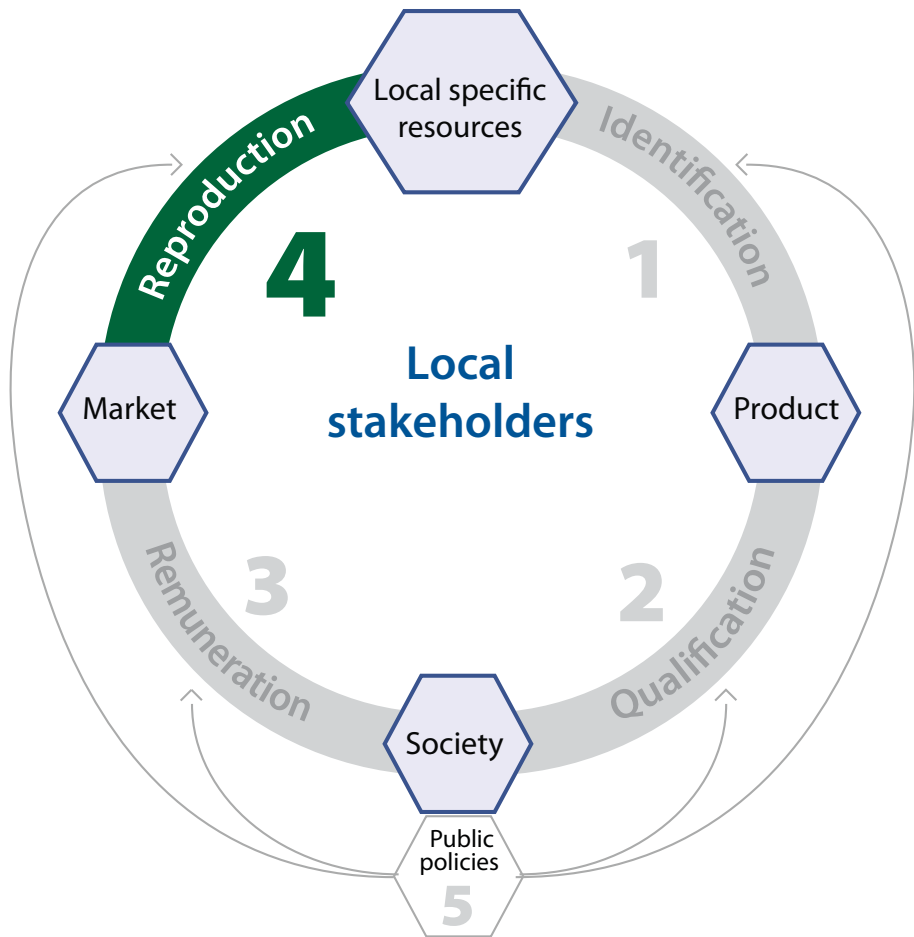 Local specific
resources
Reproduction
Identification
4
1
Local
stakeholders
Market
Product
3
2
Remuneration
Qualification
Society
Public
policies
5